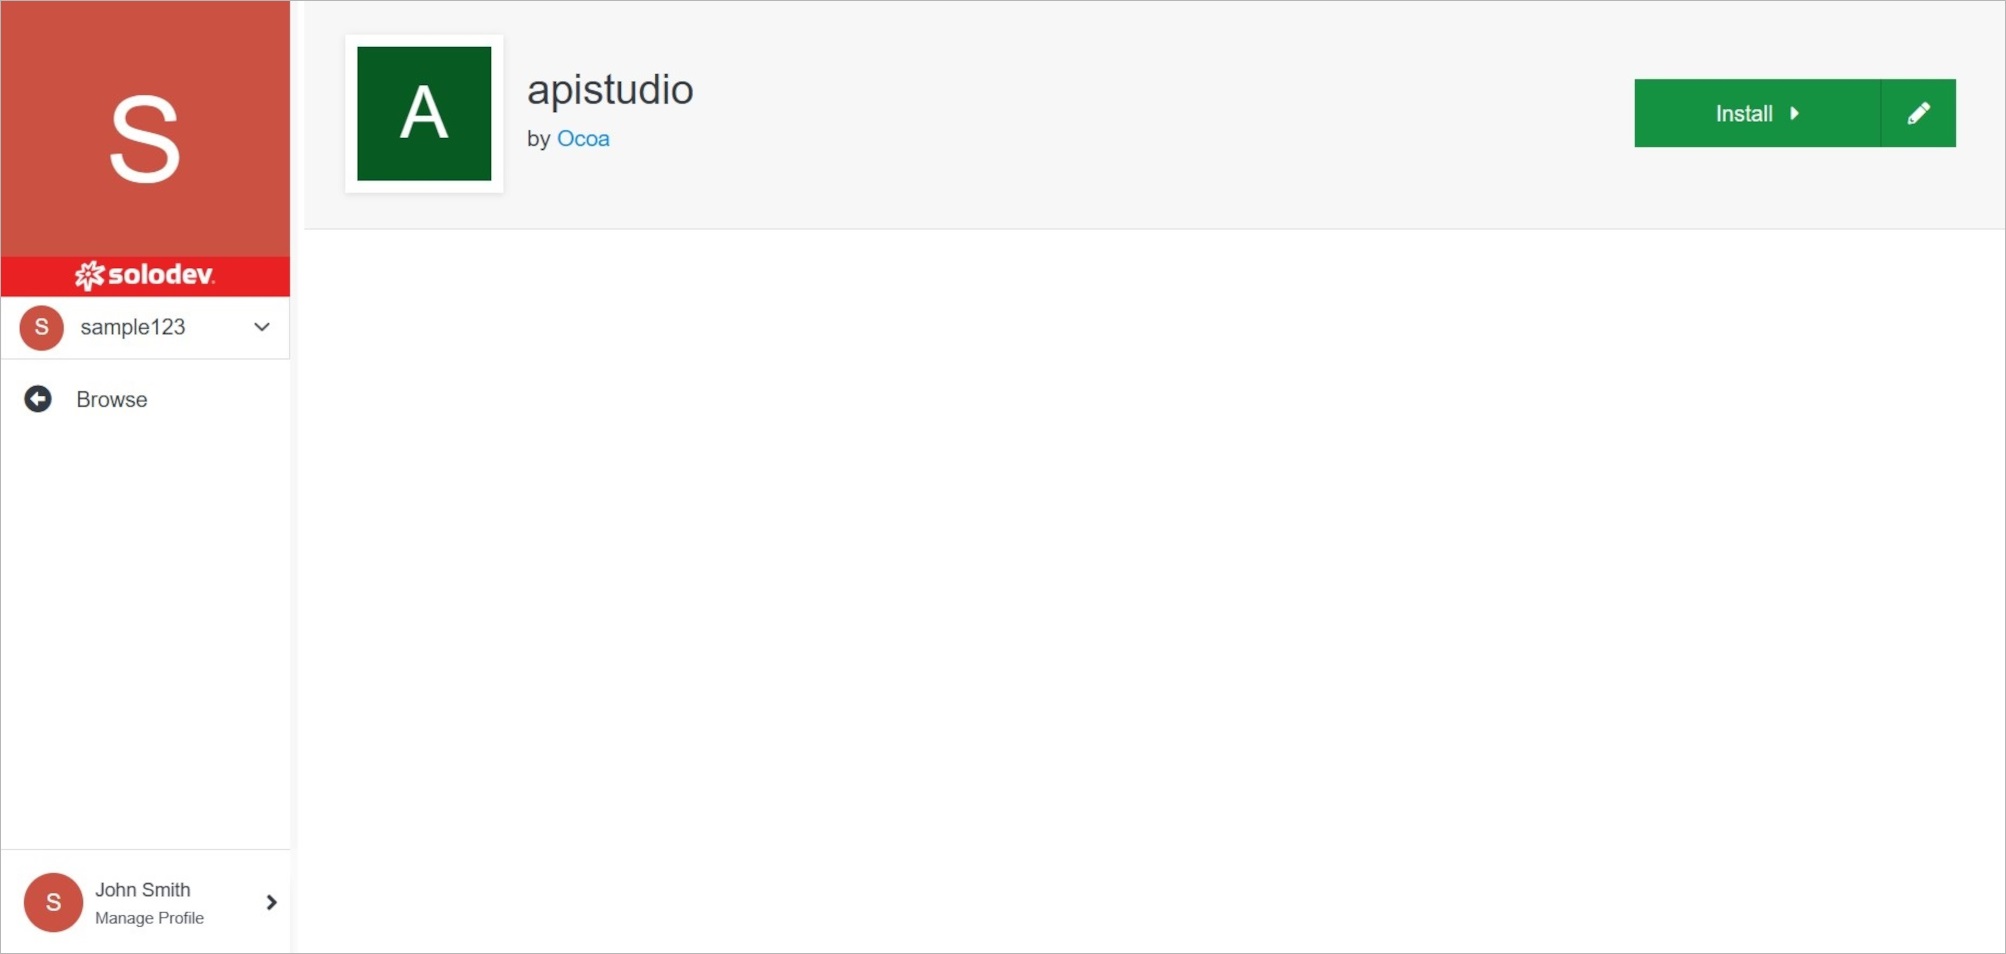 S
solodev
S sample123
Browse
A
apistudio
by Ocoa
Install
S
John Smith
Manage Profile